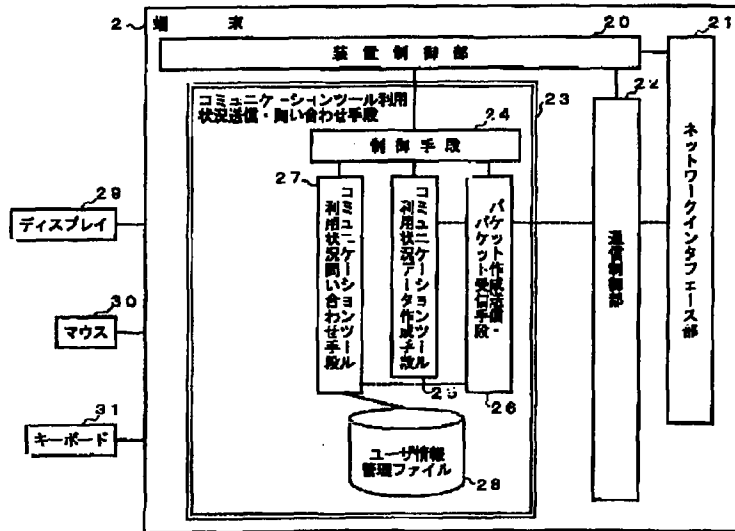 2
端末
20
装置制御部
21
コミュニケーションツール利用
状況送信・問い合わせ手段
23
22
24
制御手段
27
コミュニケーションツール
利用状況問い合わせ手段
コミュニケーションツール
利用状況データ作成手段
25
パケット作成送信・
パケット受信手段
26
通信制御部
ネットワークインタフェース部
29
ディスプレイ
30
マウス
31
キーボード
ユーザ情報
管理ファイル
28